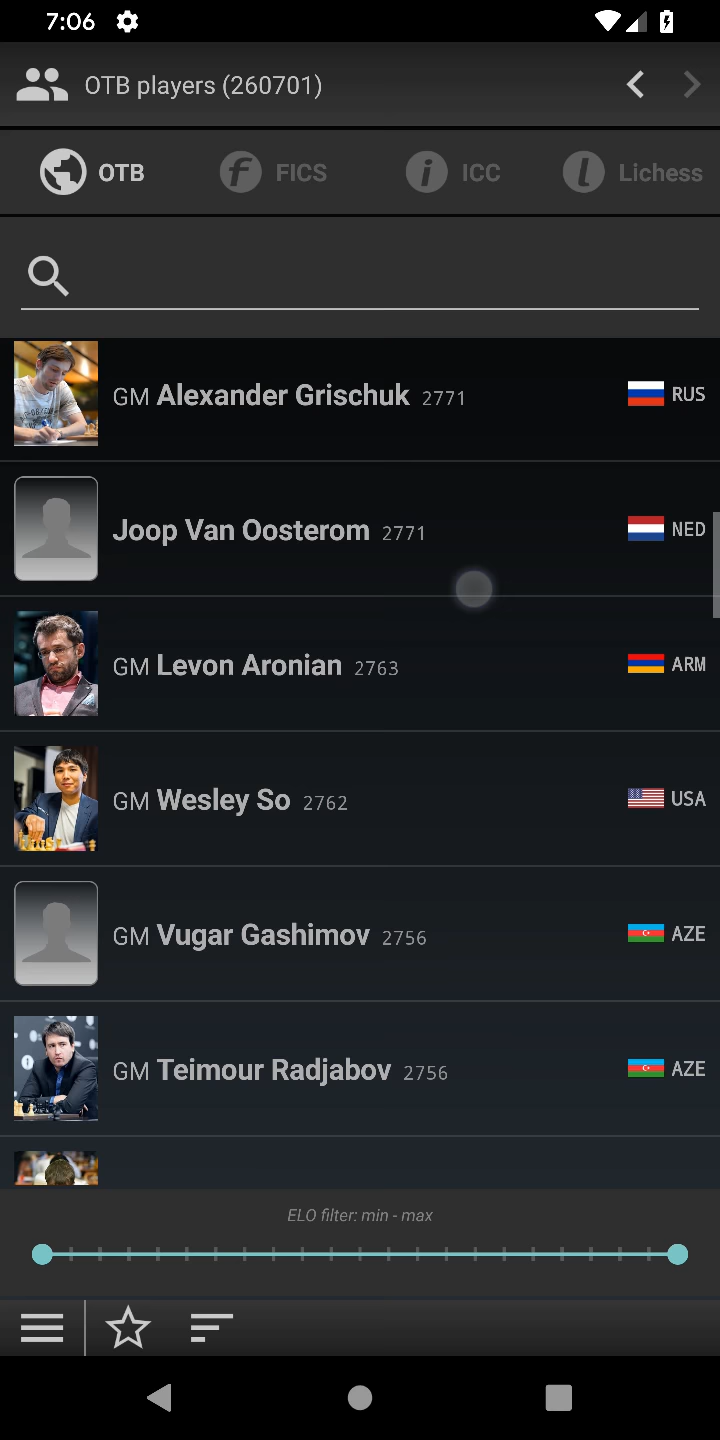 7:06
OTB players (260701)
OTB FICS ICC Lichess
GM Alexander Grischuk 2771 RUS
Joop Van Oosterom 2771 NED
GM Levon Aronian 2763 ARM
GM Wesley So 2762 USA
GM Vugar Gashimov 2756 AZE
GM Teimour Radjabov 2756 AZE
ELO filter: min - max